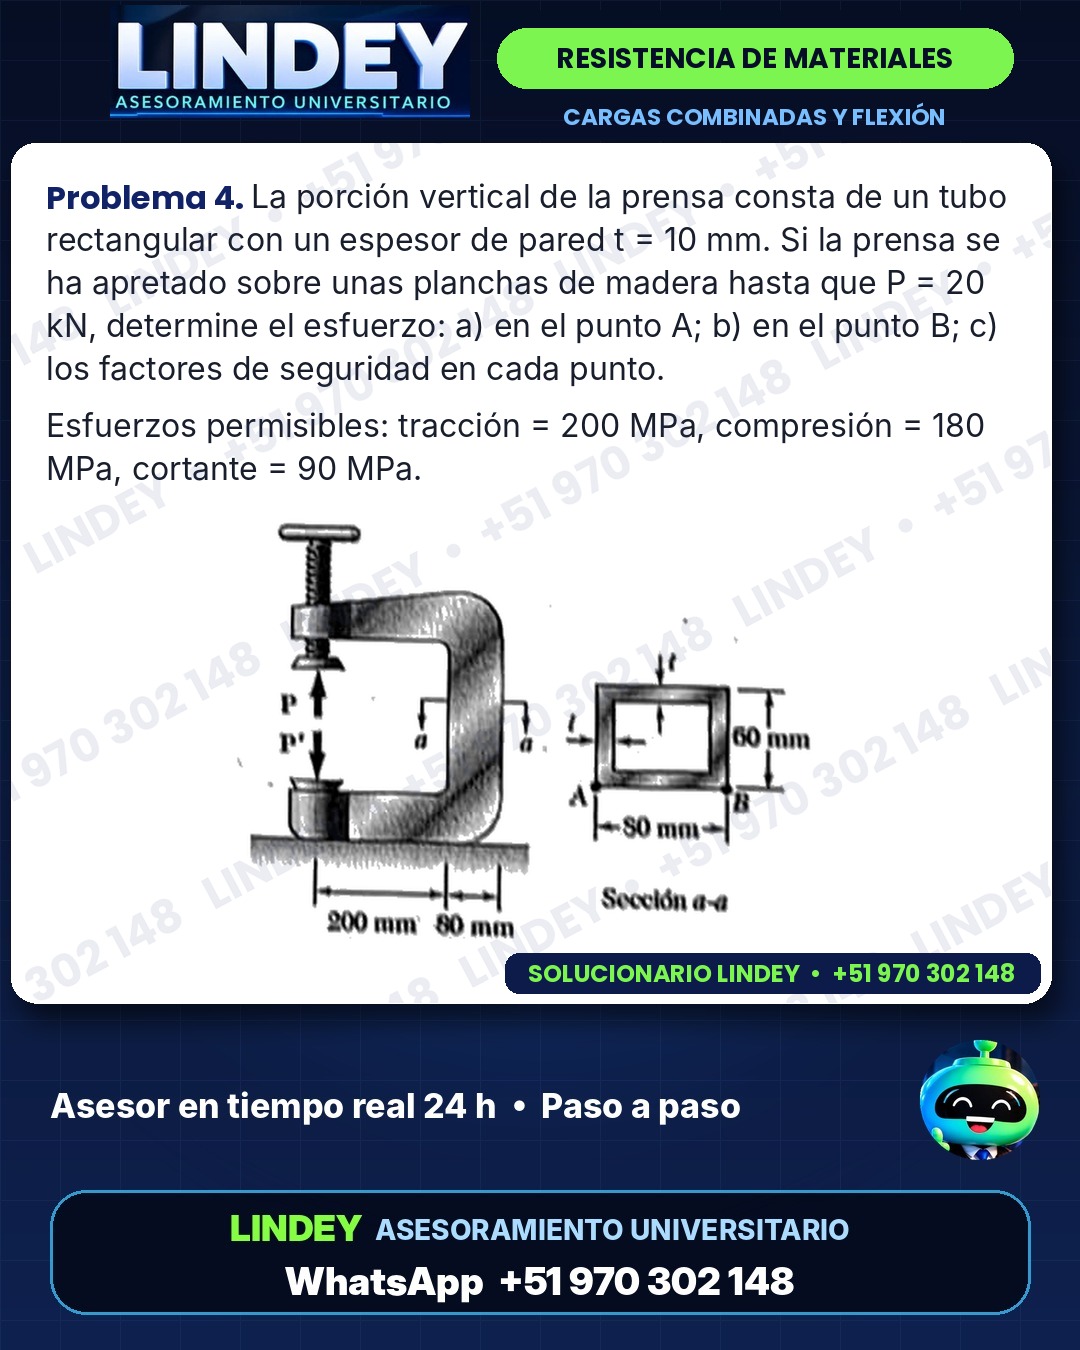 LINDEY
ASESORAMIENTO UNIVERSITARIO
RESISTENCIA DE MATERIALES
CARGAS COMBINADAS Y FLEXIÓN
Problema 4. La porción vertical de la prensa consta de un tubo
rectangular con un espesor de pared t = 10 mm. Si la prensa se
ha apretado sobre unas planchas de madera hasta que P = 20
kN, determine el esfuerzo: a) en el punto A; b) en el punto B; c)
los factores de seguridad en cada punto.
Esfuerzos permisibles: tracción = 200 MPa, compresión = 180
MPa, cortante = 90 MPa.
P
P'
a
a
t
t
60 mm
A
B
80 mm
200 mm
80 mm
Sección a-a
SOLUCIONARIO LINDEY • +51 970 302 148
Asesor en tiempo real 24 h • Paso a paso
LINDEY ASESORAMIENTO UNIVERSITARIO
WhatsApp +51 970 302 148